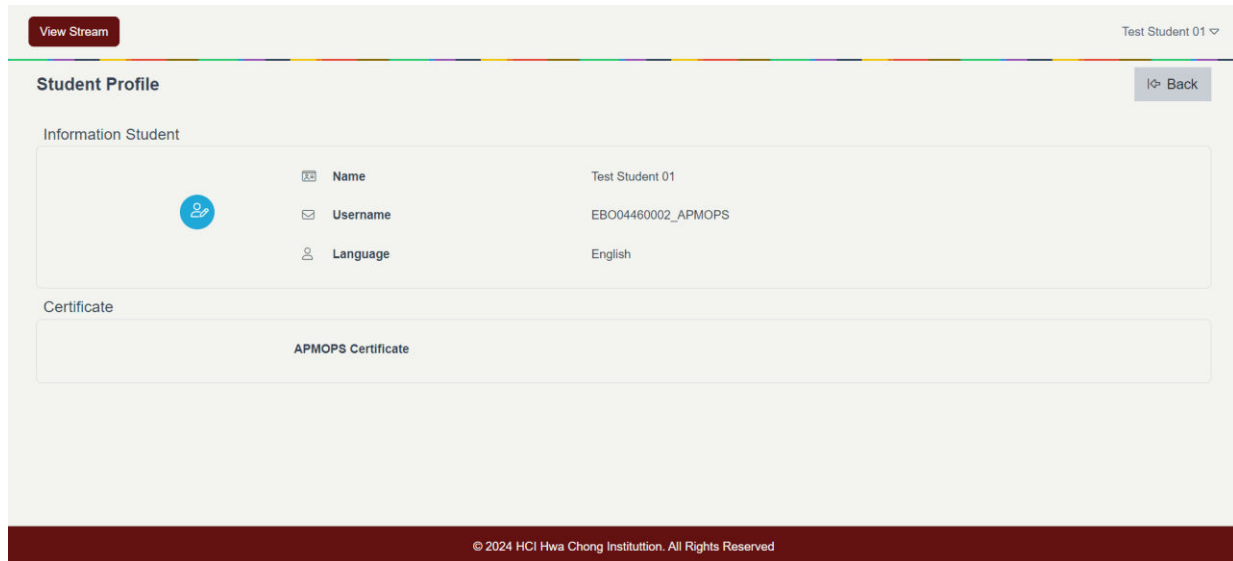 View Stream
Test Student 01
Student Profile
Back
Information Student
Name Test Student 01
Username EBO04460002_APMOPS
Language English
Certificate
APMOPS Certificate
© 2024 HCI Hwa Chong Instituttion. All Rights Reserved